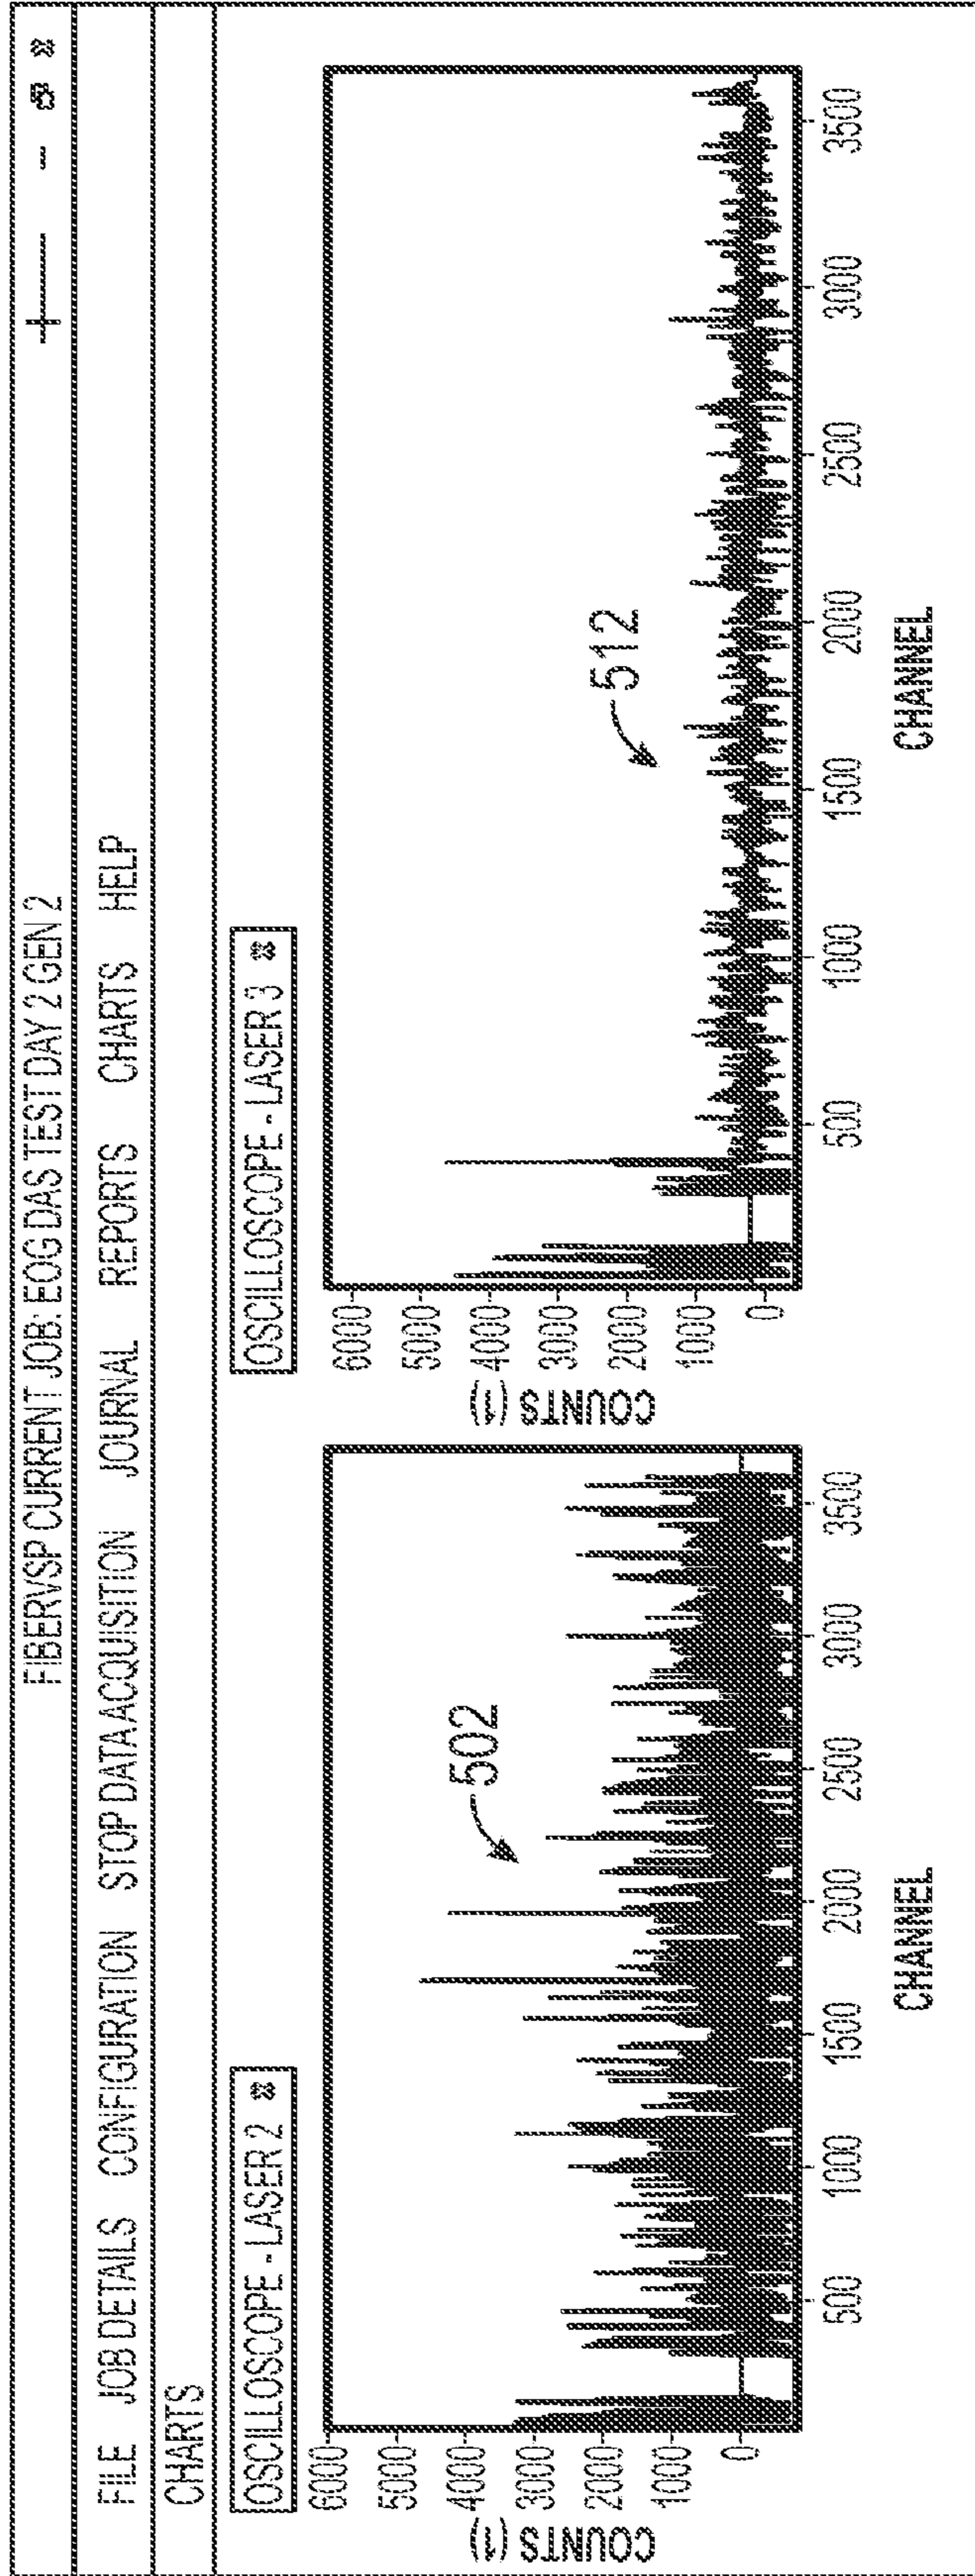 FIBERVSP CURRENT JOB: EOG DAS TEST DAY 2 GEN 2
FILE JOB DETAILS CONFIGURATION STOP DATA ACQUISITION JOURNAL REPORTS CHARTS HELP
CHARTS
OSCILLOSCOPE - LASER 2
COUNTS (1)
6000
5000
4000
3000
2000
1000
0
502
500 1000 1500 2000 2500 3000 3500
CHANNEL
OSCILLOSCOPE - LASER 3
COUNTS (1)
6000
5000
4000
3000
2000
1000
0
512
500 1000 1500 2000 2500 3000 3500
CHANNEL